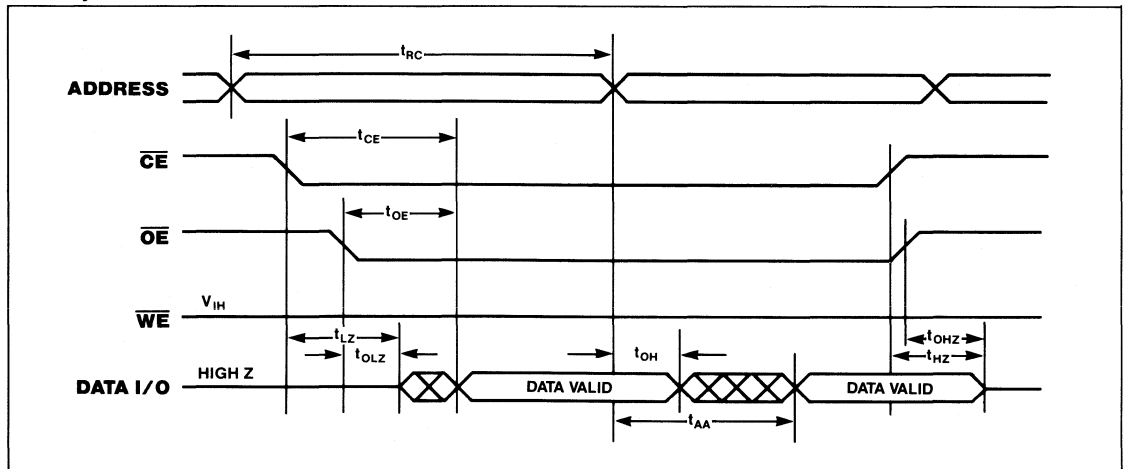 tRC
ADDRESS
tCE
CE
tOE
OE
VIH
WE
tLZ
tOHZ
tOLZ
tOH
tHZ
HIGH Z
DATA I/O
DATA VALID
DATA VALID
tAA